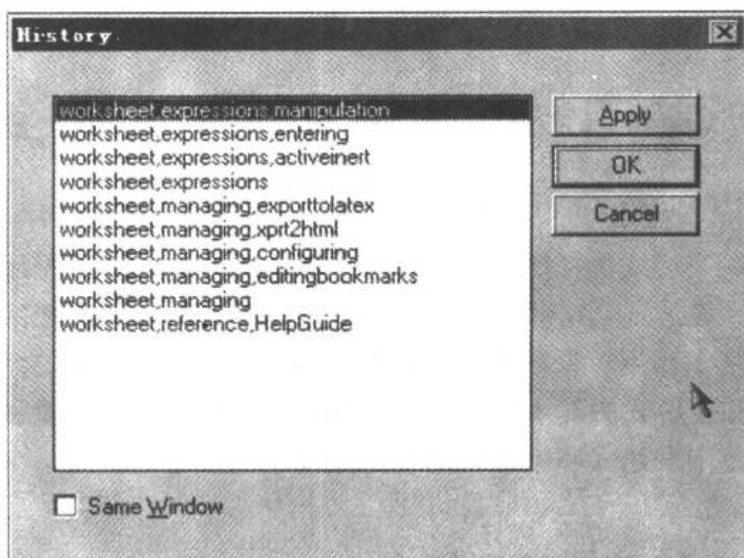 History
worksheet,expressions,manipulation
worksheet,expressions,entering
worksheet,expressions,activeinert
worksheet,expressions
worksheet,managing,exporttolatex
worksheet,managing,xprt2html
worksheet,managing,configuring
worksheet,managing,editingbookmarks
worksheet,managing
worksheet,reference,HelpGuide
Apply
OK
Cancel
Same Window